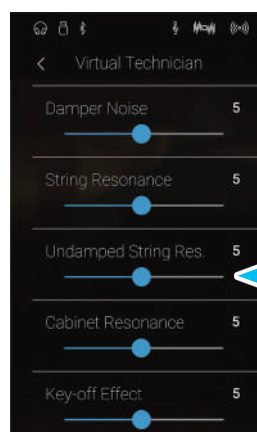 Virtual Technician
Damper Noise 5
String Resonance 5
Undamped String Res. 5
Cabinet Resonance 5
Key-off Effect 5